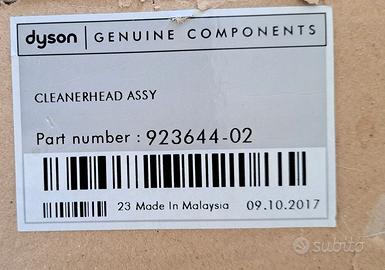 dyson GENUINE COMPONENTS
CLEANERHEAD ASSY
Part number : 923644-02
23 Made In Malaysia 09.10.2017
subito